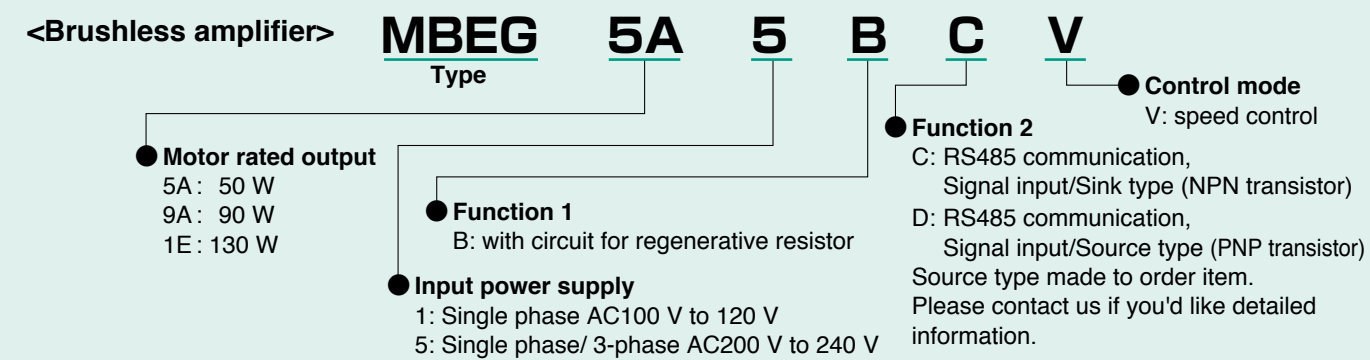 <Brushless amplifier> MBEG 5A 5 B C V
Type
Control mode
V: speed control
Function 2
C: RS485 communication,
Signal input/Sink type (NPN transistor)
D: RS485 communication,
Signal input/Source type (PNP transistor)
Source type made to order item.
Please contact us if you'd like detailed
information.
Motor rated output
5A : 50 W
9A : 90 W
1E : 130 W
Function 1
B: with circuit for regenerative resistor
Input power supply
1: Single phase AC100 V to 120 V
5: Single phase/ 3-phase AC200 V to 240 V